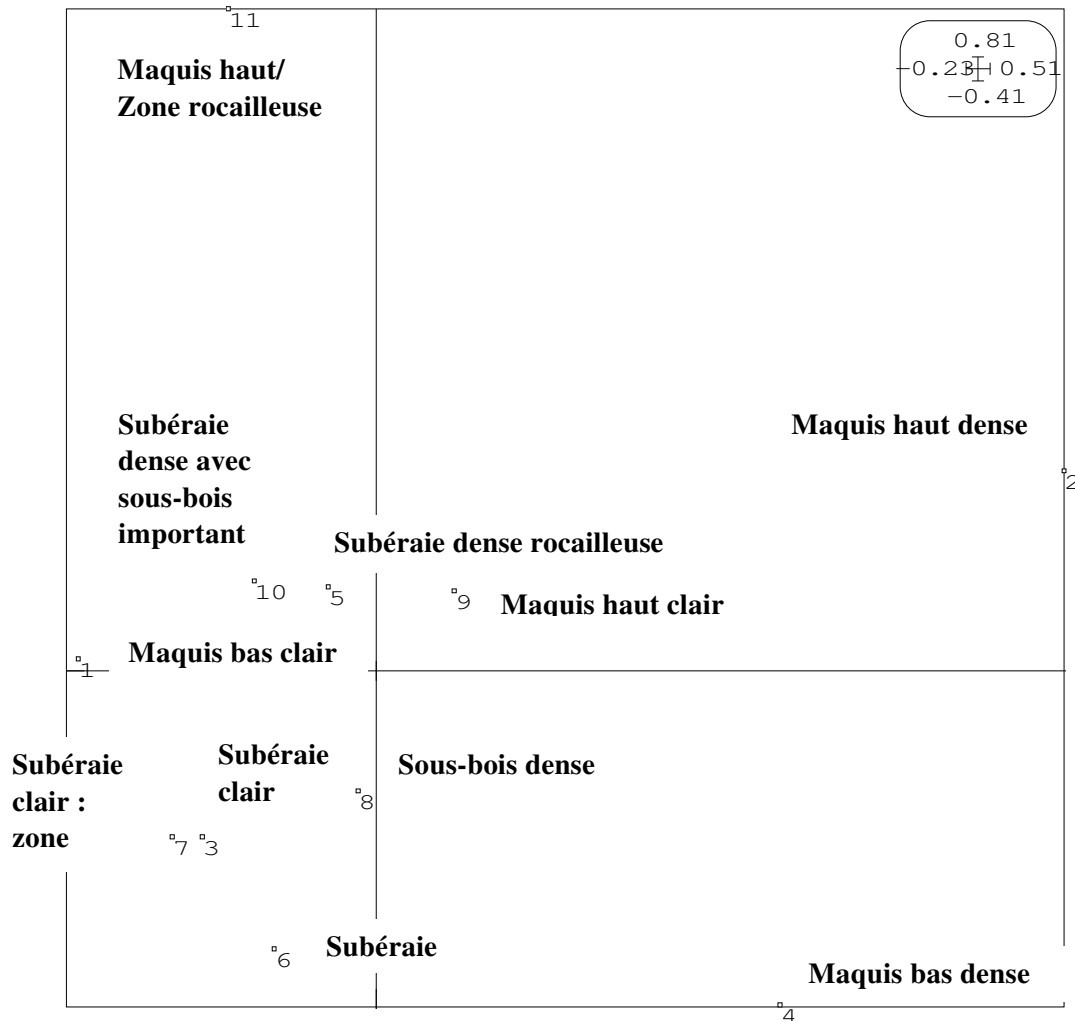 11
0.81
−0.23 0.51
−0.41
Maquis haut/
Zone rocailleuse
Subéraie
dense avec
sous-bois
important
Maquis haut dense
2
Subéraie dense rocailleuse
10
5
9
Maquis haut clair
Maquis bas clair
1
Subéraie
clair :
zone
Subéraie
clair
Sous-bois dense
8
7
3
6
Subéraie
Maquis bas dense
4